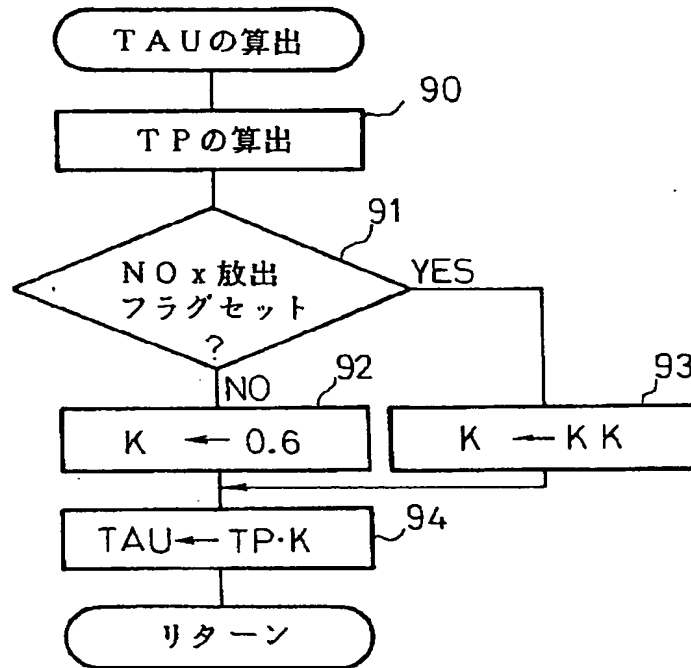 TAUの算出
90
TPの算出
91
NOx放出
フラグセット
?
YES
NO
92
K ← 0.6
93
K ← KK
94
TAU ← TP·K
リターン